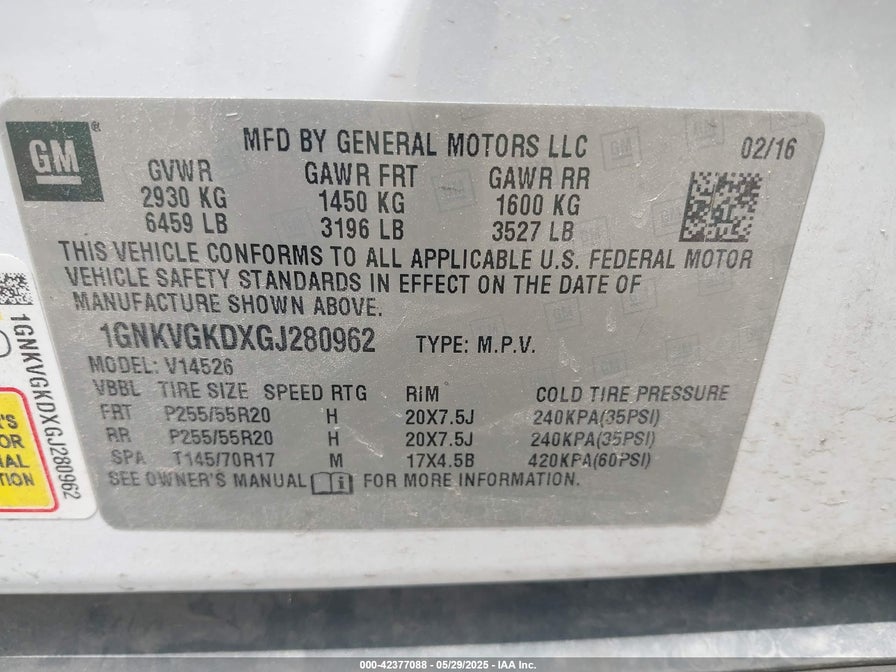 GM ®
MFD BY GENERAL MOTORS LLC 02/16
GVWR GAWR FRT GAWR RR
2930 KG 1450 KG 1600 KG
6459 LB 3196 LB 3527 LB
THIS VEHICLE CONFORMS TO ALL APPLICABLE U.S. FEDERAL MOTOR
VEHICLE SAFETY STANDARDS IN EFFECT ON THE DATE OF
MANUFACTURE SHOWN ABOVE.
1GNKVGKDXGJ280962 TYPE: M.P.V.
MODEL: V14526
VBBL TIRE SIZE SPEED RTG RIM COLD TIRE PRESSURE
FRT P255/55R20 H 20X7.5J 240KPA(35PSI)
RR P255/55R20 H 20X7.5J 240KPA(35PSI)
SPA T145/70R17 M 17X4.5B 420KPA(60PSI)
SEE OWNER'S MANUAL i FOR MORE INFORMATION.
1GNKVGKDXGJ280962
000-42377088 - 05/29/2025 - IAA Inc.